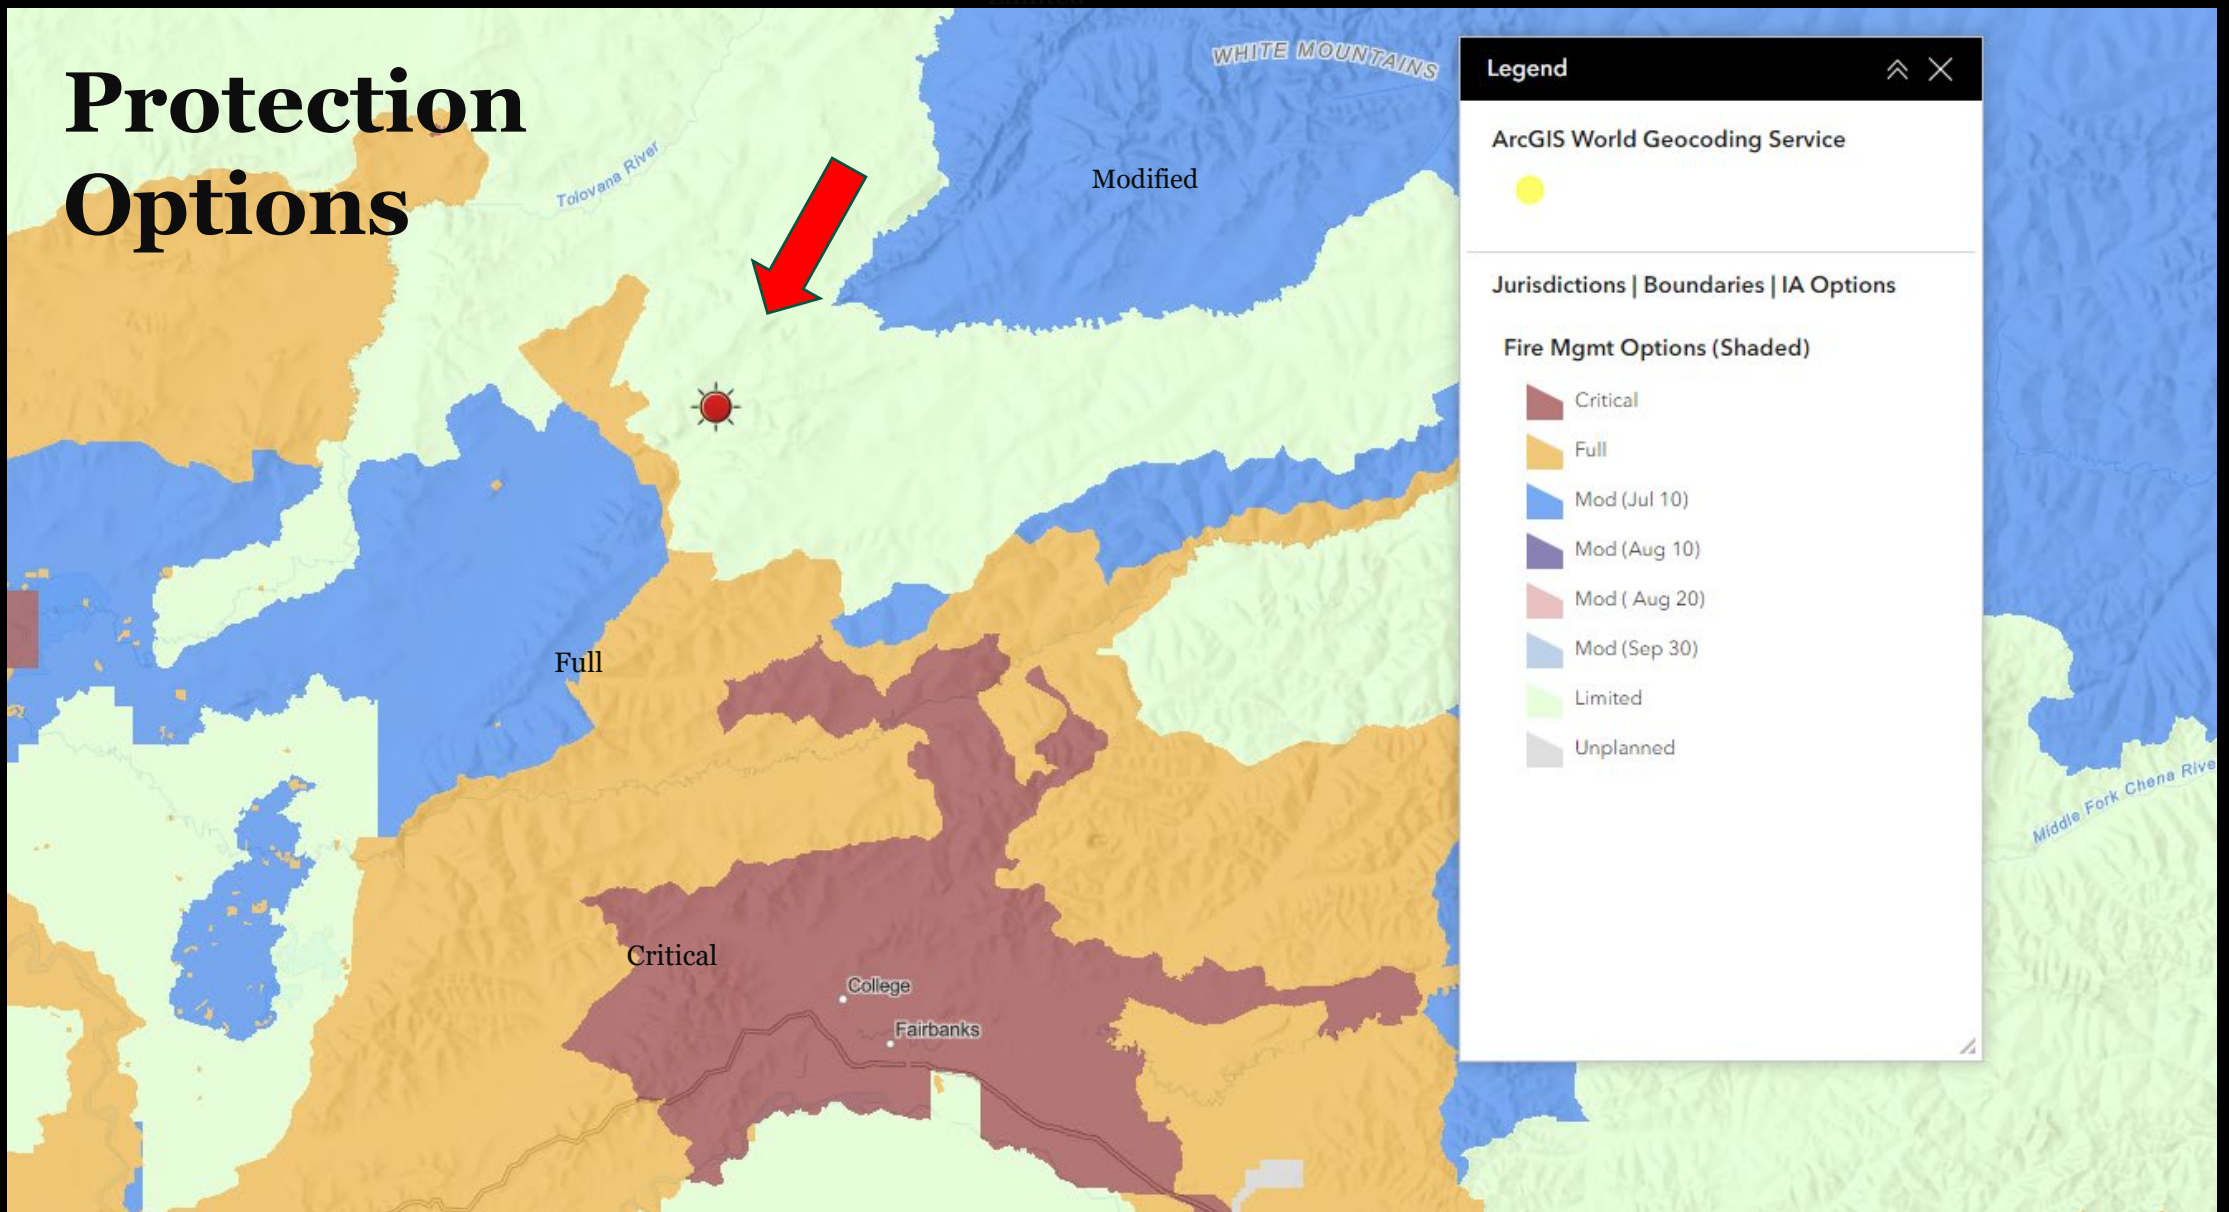 Limited
Protection
Options
WHITE MOUNTAINS
Tolovana River
Modified
Full
Critical
College
Fairbanks
Middle Fork Chena Rive
Legend
ArcGIS World Geocoding Service
Jurisdictions | Boundaries | IA Options
Fire Mgmt Options (Shaded)
Critical
Full
Mod (Jul 10)
Mod (Aug 10)
Mod ( Aug 20)
Mod (Sep 30)
Limited
Unplanned